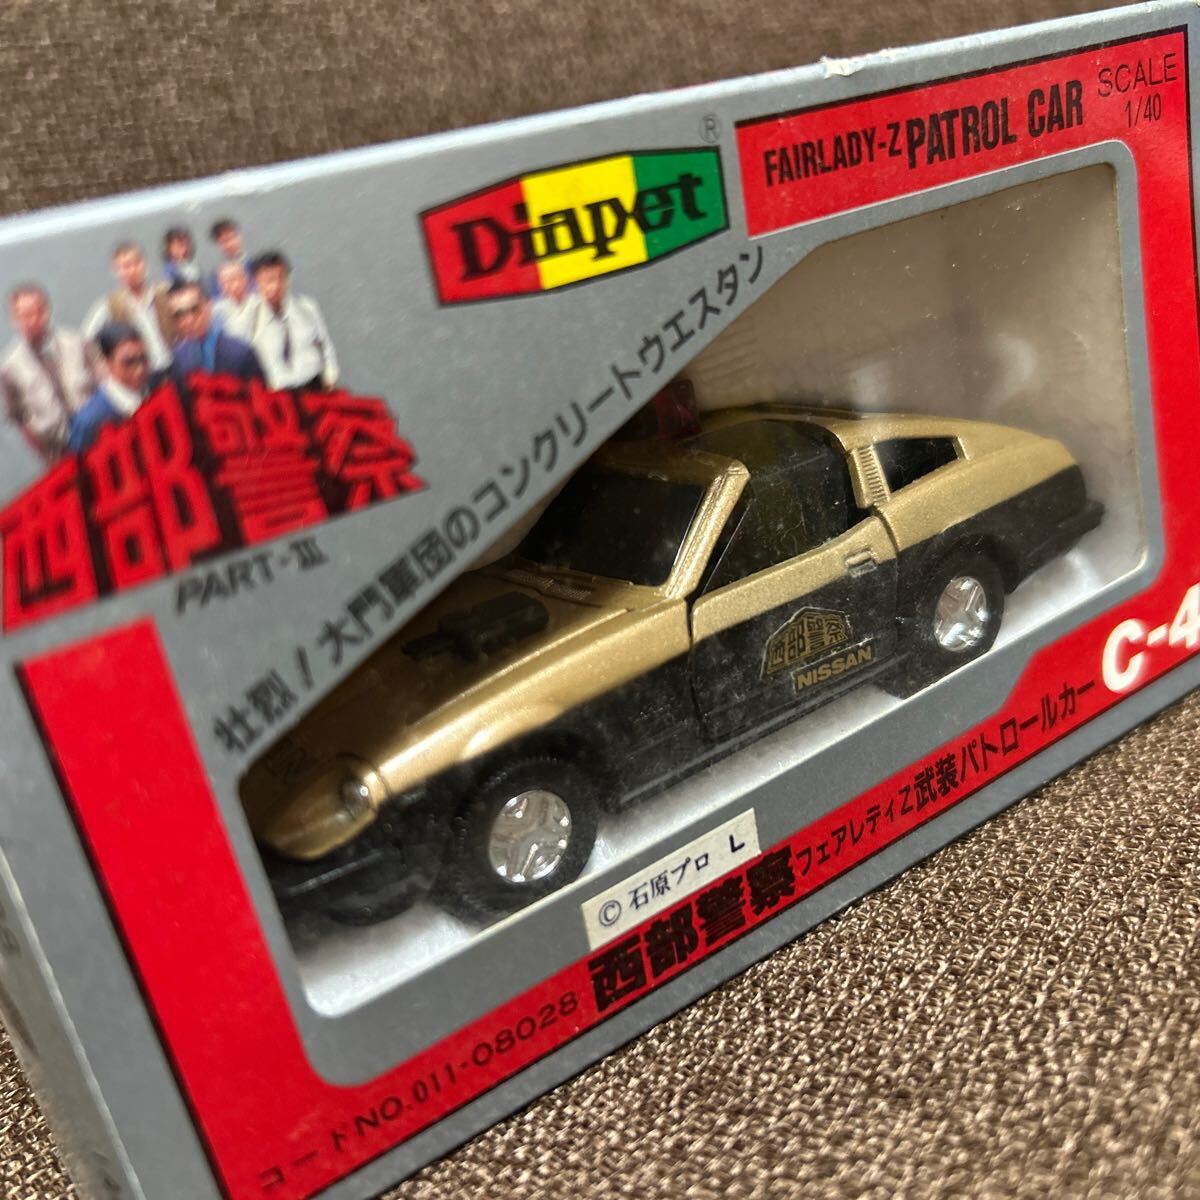 FAIRLADY-Z PATROL CAR
SCALE
1/40
Diapet
®
西部警察
PART-Ⅲ
壮烈!大門軍団のコンクリートウエスタン
西部警察
NISSAN
C-4
© 石原プロ L
西部警察フェアレディZ武装パトロールカー
コードNO.011-08028